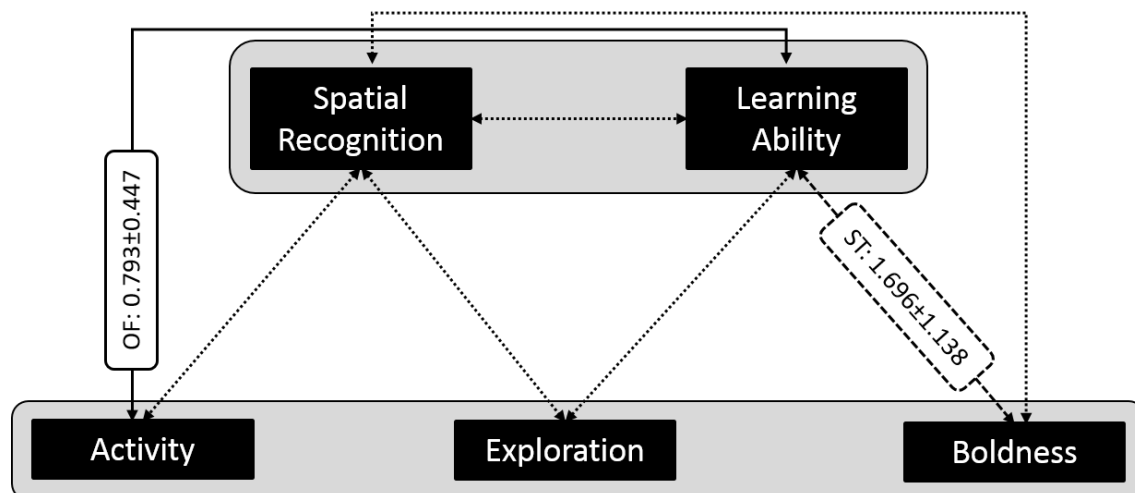 Spatial
Recognition
Learning
Ability
OF: 0.793±0.447
ST: 1.696±1.138
Activity
Exploration
Boldness